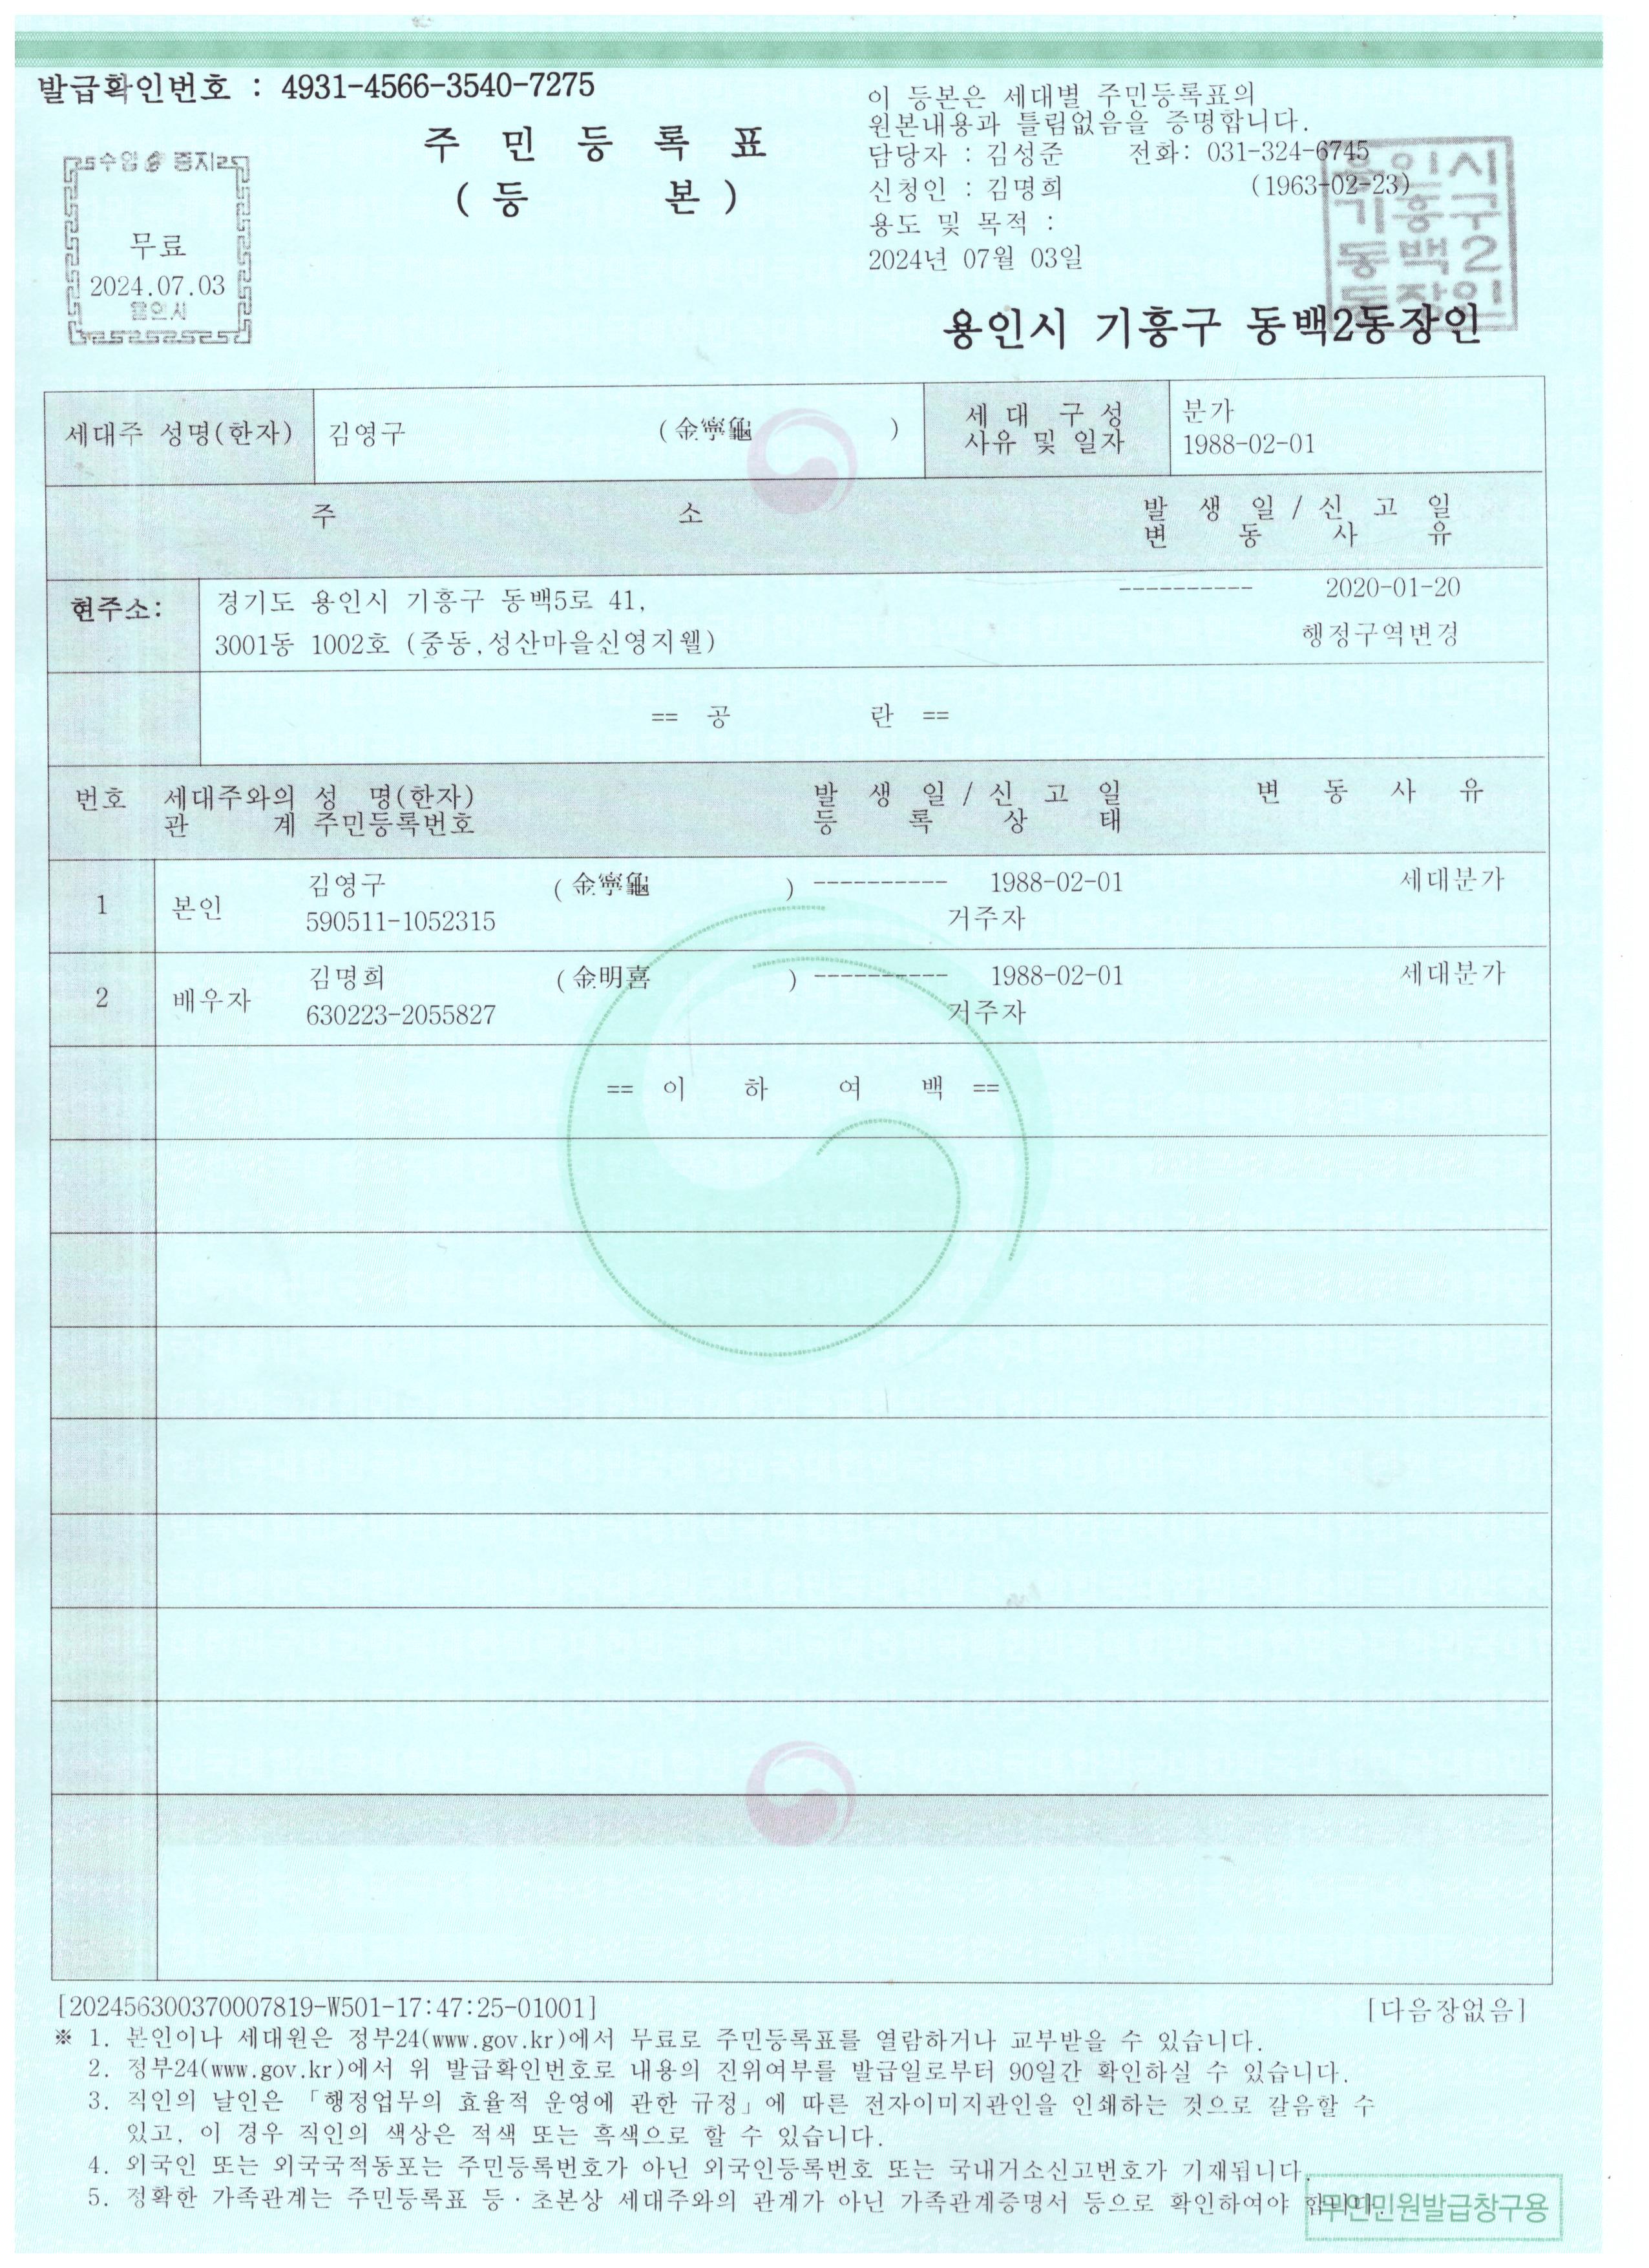 발급확인번호 : 4931-4566-3540-7275
주 민 등 록 표
( 등 본 )
수입 증지
무료
2024.07.03
용인시
이 등본은 세대별 주민등록표의
원본내용과 틀림없음을 증명합니다.
담당자 : 김성준 전화: 031-324-6745
신청인 : 김명희 (1963-02-23)
용도 및 목적 :
2024년 07월 03일
용인시 기흥구 동백2동장인
용인시
기흥구
동백2
동장인
세대주 성명(한자) 김영구 (金寧龜 ) 세 대 구 성 사유 및 일자 분가
1988-02-01
주 소 발 생 일 / 신 고 일
변 동 사 유
현주소: 경기도 용인시 기흥구 동백5로 41, ---------- 2020-01-20
3001동 1002호 (중동,성산마을신영지웰) 행정구역변경
== 공 란 ==
번호 세대주와의 성 명(한자) 발 생 일 / 신 고 일 변 동 사 유
관 계 주민등록번호 등 록 상 태
1 본인 김영구 (金寧龜 ) ---------- 1988-02-01 세대분가
590511-1052315 거주자
2 배우자 김명희 (金明喜 ) ---------- 1988-02-01 세대분가
630223-2055827 거주자
== 이 하 여 백 ==
[202456300370007819-W501-17:47:25-01001] [다음장없음]
※ 1. 본인이나 세대원은 정부24(www.gov.kr)에서 무료로 주민등록표를 열람하거나 교부받을 수 있습니다.
2. 정부24(www.gov.kr)에서 위 발급확인번호로 내용의 진위여부를 발급일로부터 90일간 확인하실 수 있습니다.
3. 직인의 날인은 「행정업무의 효율적 운영에 관한 규정」에 따른 전자이미지관인을 인쇄하는 것으로 갈음할 수
있고, 이 경우 직인의 색상은 적색 또는 흑색으로 할 수 있습니다.
4. 외국인 또는 외국국적동포는 주민등록번호가 아닌 외국인등록번호 또는 국내거소신고번호가 기재됩니다.
5. 정확한 가족관계는 주민등록표 등·초본상 세대주와의 관계가 아닌 가족관계증명서 등으로 확인하여야 합니다.
무인민원발급창구용